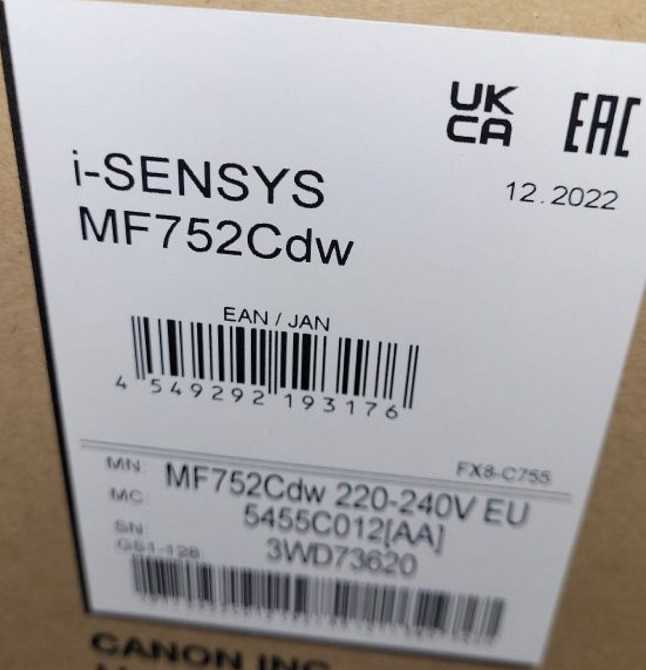 UK
CA EAC
i-SENSYS
12.2022
MF752Cdw
EAN / JAN
4 549292 193176
FX8-C755
MN: MF752Cdw 220-240V EU
MC: 5455C012[AA]
SN: 3WD73620
GS1-128:
CANON INC.